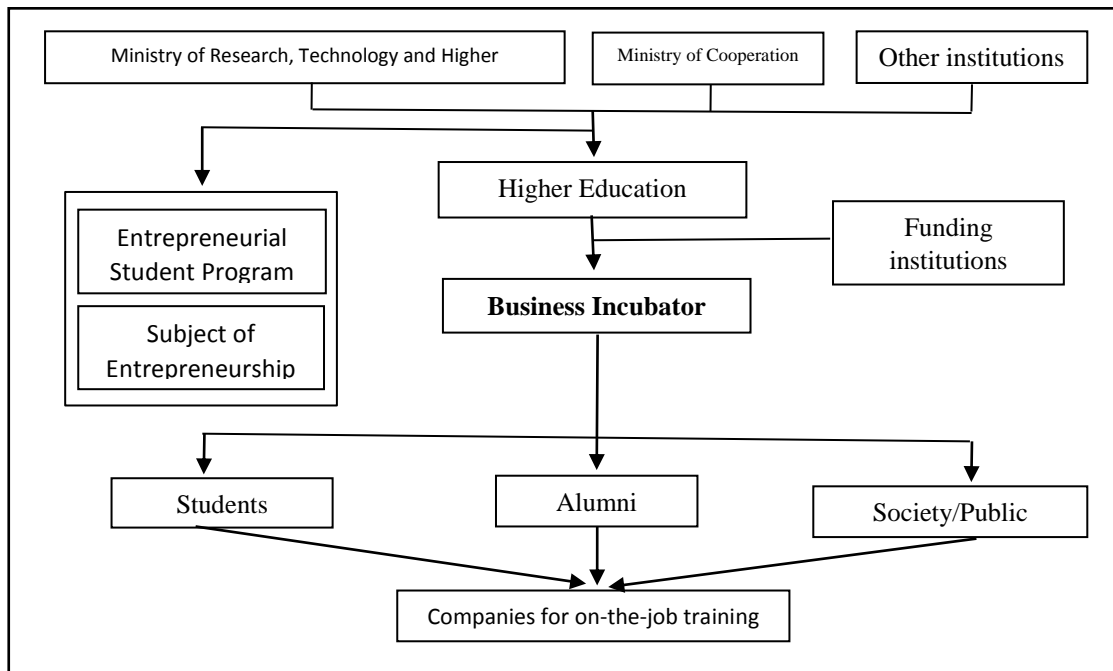 Ministry of Research, Technology and Higher
Ministry of Cooperation
Other institutions
Higher Education
Entrepreneurial
Student Program
Funding
institutions
Business Incubator
Subject of
Entrepreneurship
Students
Alumni
Society/Public
Companies for on-the-job training